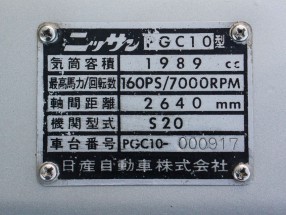 ニッサン PGC10型
気筒容積 1989 cc
最高馬力/回転数 160PS/7000RPM
軸間距離 2640 mm
機関型式 S20
車台番号 PGC10-000917
日産自動車株式会社